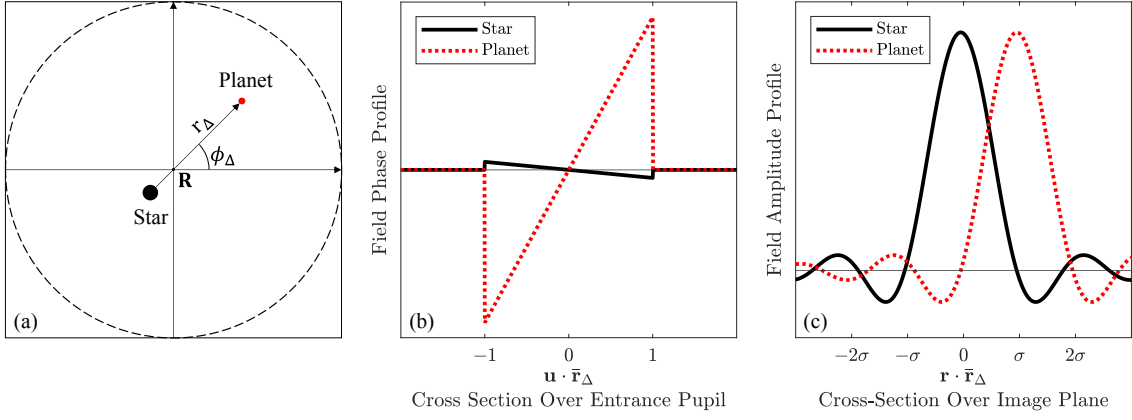 Planet
r_Δ
ϕ_Δ
R
Star
(a)
Field Phase Profile
Star
Planet
(b)
−1 0 1
u · r̄_Δ
Cross Section Over Entrance Pupil
Field Amplitude Profile
Star
Planet
(c)
−2σ −σ 0 σ 2σ
r · r̄_Δ
Cross-Section Over Image Plane